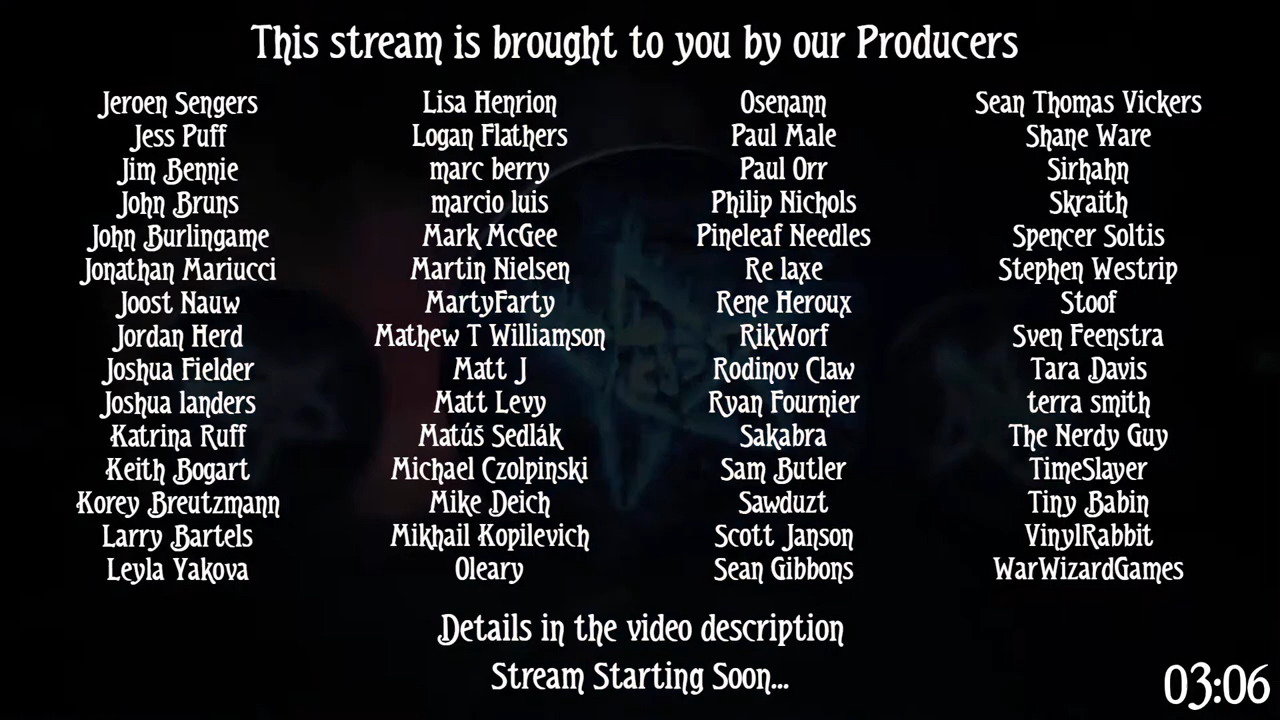 This stream is brought to you by our Producers
Jeroen Sengers
Jess Puff
Jim Bennie
John Bruns
John Burlingame
Jonathan Mariucci
Joost Nauw
Jordan Herd
Joshua Fielder
Joshua landers
Katrina Ruff
Keith Bogart
Korey Breutzmann
Larry Bartels
Leyla Yakova
Lisa Henrion
Logan Flathers
marc berry
marcio luis
Mark McGee
Martin Nielsen
MartyFarty
Mathew T Williamson
Matt J
Matt Levy
Matúš Sedlák
Michael Czolpinski
Mike Deich
Mikhail Kopilevich
Oleary
Osenann
Paul Male
Paul Orr
Philip Nichols
Pineleaf Needles
Re laxe
Rene Heroux
RikWorf
Rodinov Claw
Ryan Fournier
Sakabra
Sam Butler
Sawduzt
Scott Janson
Sean Gibbons
Sean Thomas Vickers
Shane Ware
Sirhahn
Skraith
Spencer Soltis
Stephen Westrip
Stoof
Sven Feenstra
Tara Davis
terra smith
The Nerdy Guy
TimeSlayer
Tiny Babin
VinylRabbit
WarWizardGames
Details in the video description
Stream Starting Soon...
03:06